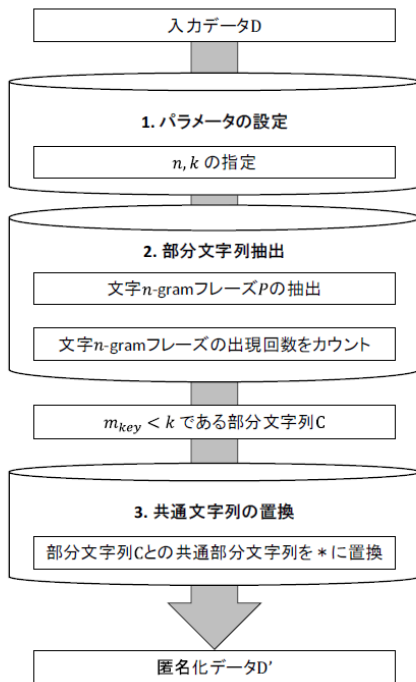 入力データD
1. パラメータの設定
n, k の指定
2. 部分文字列抽出
文字n-gramフレーズPの抽出
文字n-gramフレーズの出現回数をカウント
m_key < k である部分文字列C
3. 共通文字列の置換
部分文字列Cとの共通部分文字列を * に置換
匿名化データD'